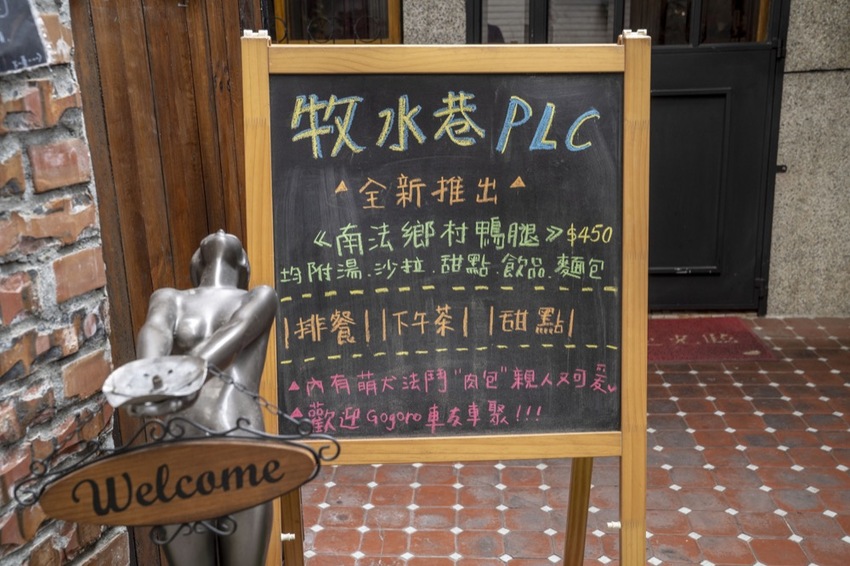 牧水巷PLC
全新推出
《南法鄉村鴨腿》$450
均附湯.沙拉.甜點.飲品.麵包
|排餐||下午茶||甜點|
▲內有萌犬法鬥"肉包"親人又可愛
▲歡迎Gogoro車友車聚!!!
Welcome